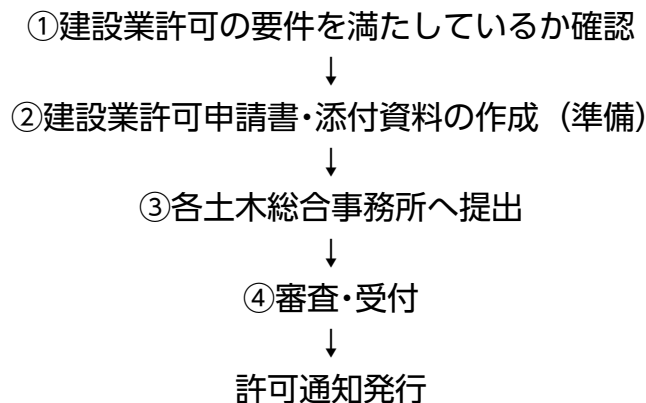 ①建設業許可の要件を満たしているか確認
↓
②建設業許可申請書・添付資料の作成（準備）
↓
③各土木総合事務所へ提出
↓
④審査・受付
↓
許可通知発行